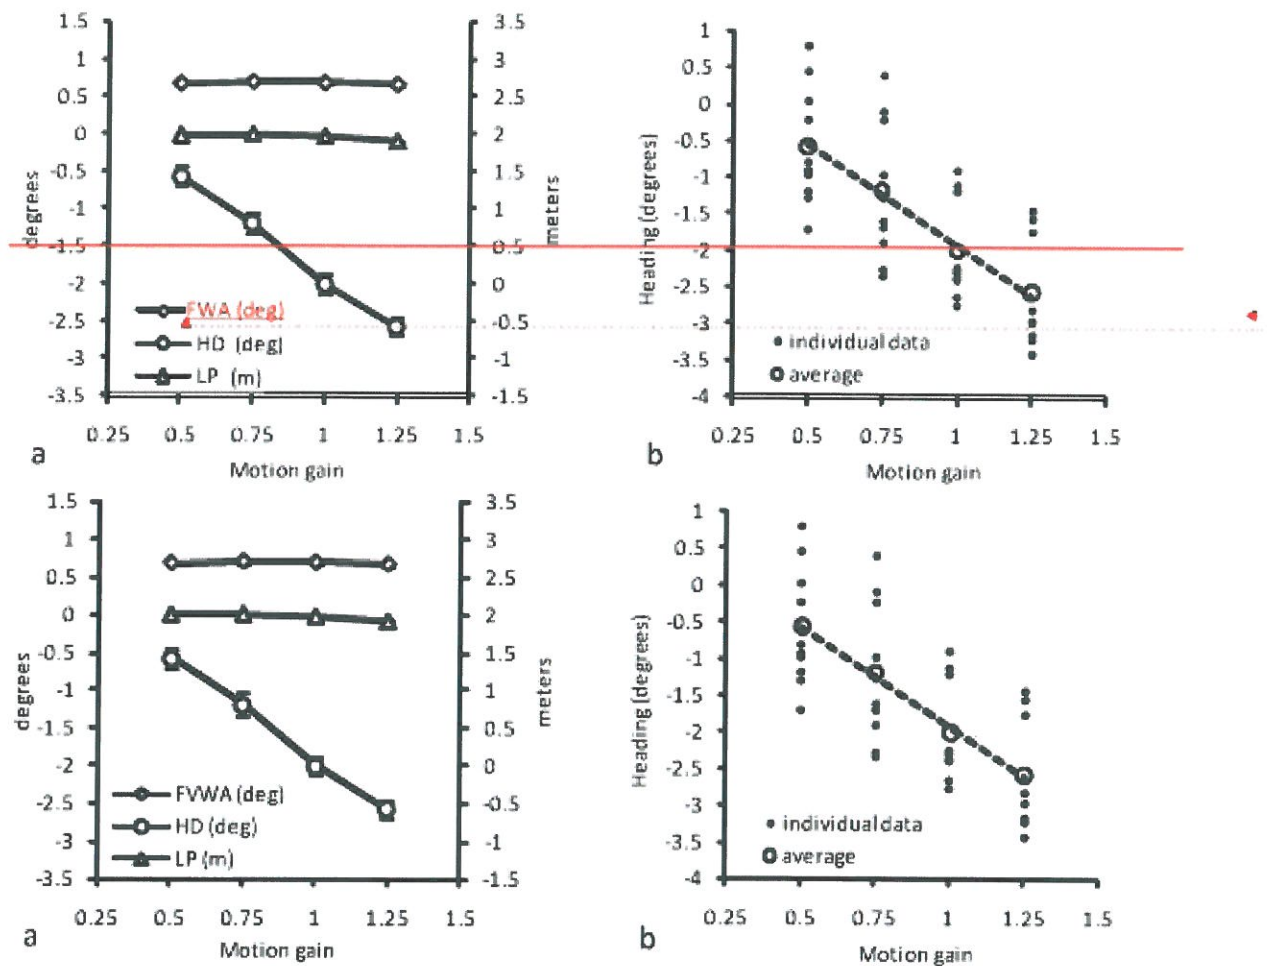 1.5
1
0.5
0
-0.5
-1
-1.5
-2
-2.5
-3
-3.5
degrees
3.5
3
2.5
2
1.5
1
0.5
0
-0.5
-1
-1.5
meters
FWA (deg)
HD (deg)
LP (m)
0.25 0.5 0.75 1 1.25 1.5
Motion gain
a
1
0.5
0
-0.5
-1
-1.5
-2
-2.5
-3
-3.5
-4
Heading (degrees)
individual data
average
0.25 0.5 0.75 1 1.25 1.5
Motion gain
b
1.5
1
0.5
0
-0.5
-1
-1.5
-2
-2.5
-3
-3.5
degrees
3.5
3
2.5
2
1.5
1
0.5
0
-0.5
-1
-1.5
meters
FVWA (deg)
HD (deg)
LP (m)
0.25 0.5 0.75 1 1.25 1.5
Motion gain
a
1
0.5
0
-0.5
-1
-1.5
-2
-2.5
-3
-3.5
-4
Heading (degrees)
individual data
average
0.25 0.5 0.75 1 1.25 1.5
Motion gain
b